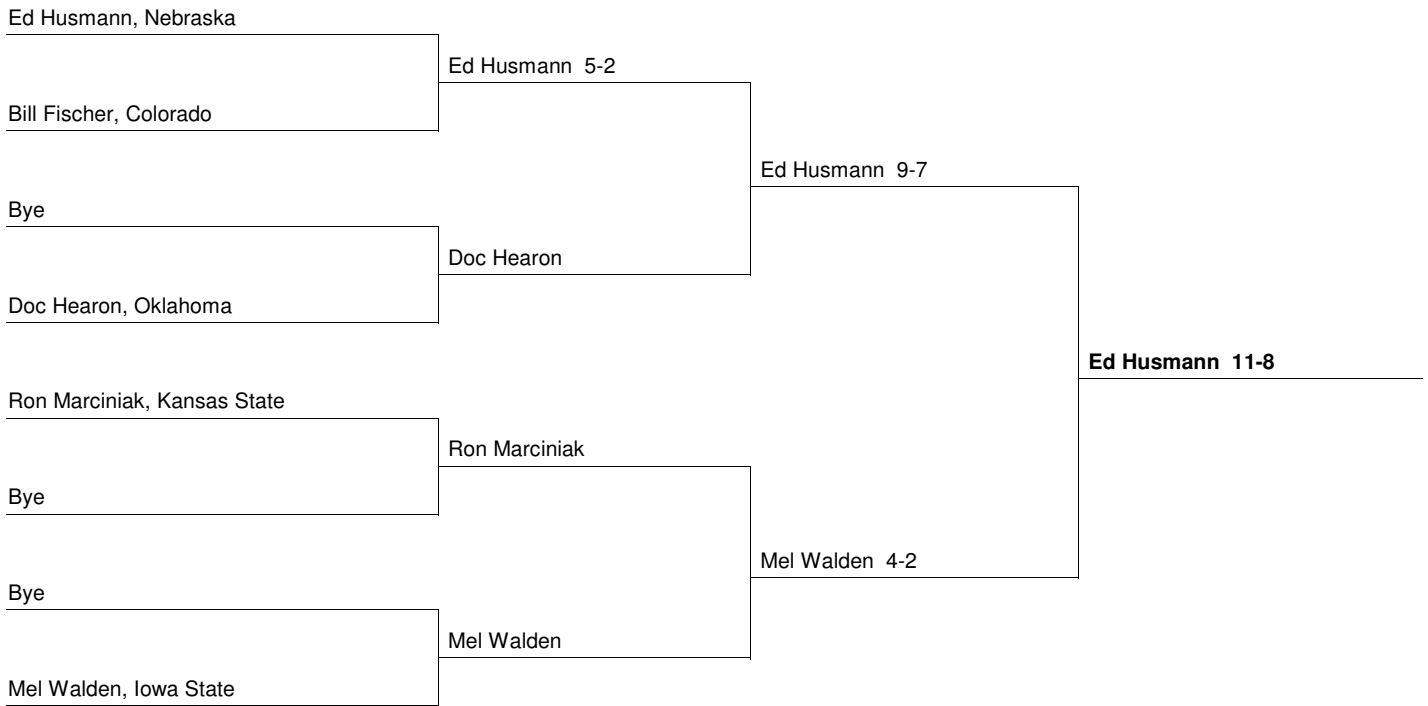 Ed Husmann, Nebraska
Ed Husmann 5-2
Bill Fischer, Colorado
Ed Husmann 9-7
Bye
Doc Hearon
Doc Hearon, Oklahoma
Ed Husmann 11-8
Ron Marciniak, Kansas State
Ron Marciniak
Bye
Mel Walden 4-2
Bye
Mel Walden
Mel Walden, Iowa State